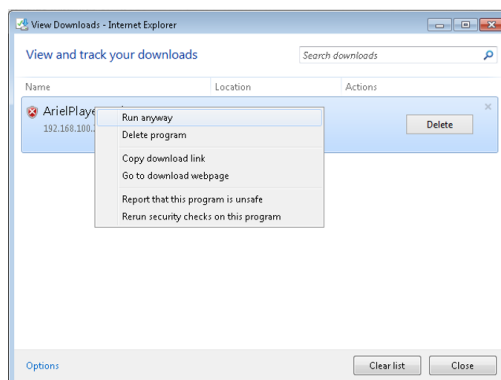 View Downloads - Internet Explorer
View and track your downloads
Search downloads
Name Location Actions
ArielPlaye
192.168.100.
Run anyway
Delete program
Copy download link
Go to download webpage
Report that this program is unsafe
Rerun security checks on this program
Delete
Options
Clear list
Close